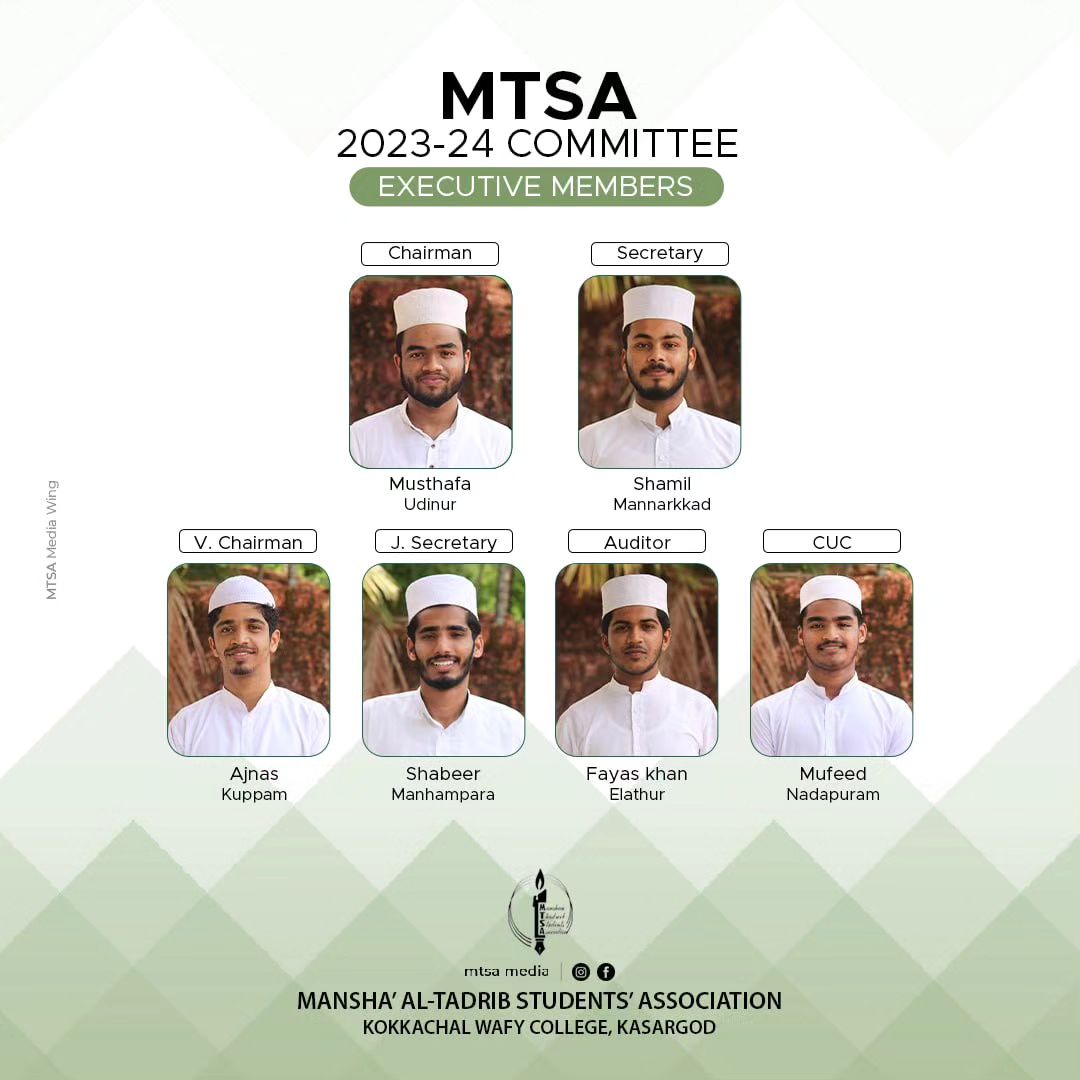 MTSA
2023-24 COMMITTEE
EXECUTIVE MEMBERS
Chairman
Secretary
Musthafa
Udinur
Shamil
Mannarkkad
V. Chairman
J. Secretary
Auditor
CUC
Ajnas
Kuppam
Shabeer
Manhampara
Fayas khan
Elathur
Mufeed
Nadapuram
MTSA Media Wing
MTSA
mtsa media
MANSHA' AL-TADRIB STUDENTS' ASSOCIATION
KOKKACHAL WAFY COLLEGE, KASARGOD